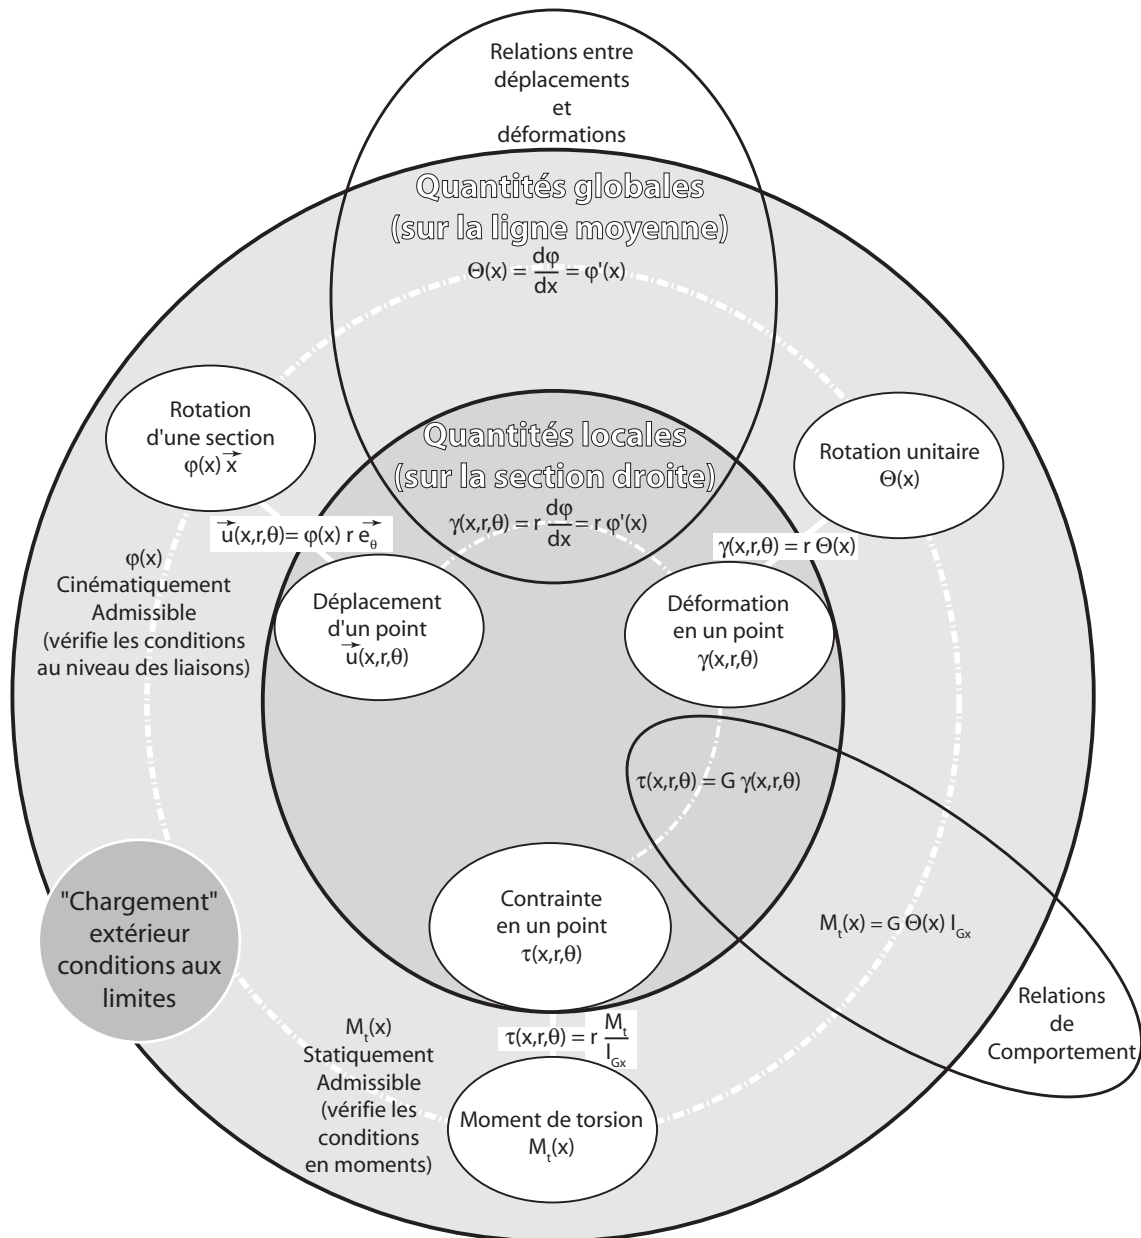 Relations entre
déplacements
et
déformations
Quantités globales
(sur la ligne moyenne)
Θ(x) = dφ/dx = φ'(x)
Rotation
d'une section
φ(x) x⃗
Quantités locales
(sur la section droite)
γ(x,r,θ) = r dφ/dx = r φ'(x)
Rotation unitaire
Θ(x)
u⃗(x,r,θ)= φ(x) r e⃗_θ
γ(x,r,θ) = r Θ(x)
φ(x)
Cinématiquement
Admissible
(vérifie les conditions
au niveau des liaisons)
Déplacement
d'un point
u⃗(x,r,θ)
Déformation
en un point
γ(x,r,θ)
τ(x,r,θ) = G γ(x,r,θ)
"Chargement"
extérieur
conditions aux
limites
Contrainte
en un point
τ(x,r,θ)
M_t(x) = G Θ(x) I_Gx
Relations
de
Comportement
M_t(x)
Statiquement
Admissible
(vérifie les
conditions
en moments)
τ(x,r,θ) = r M_t/I_Gx
Moment de torsion
M_t(x)